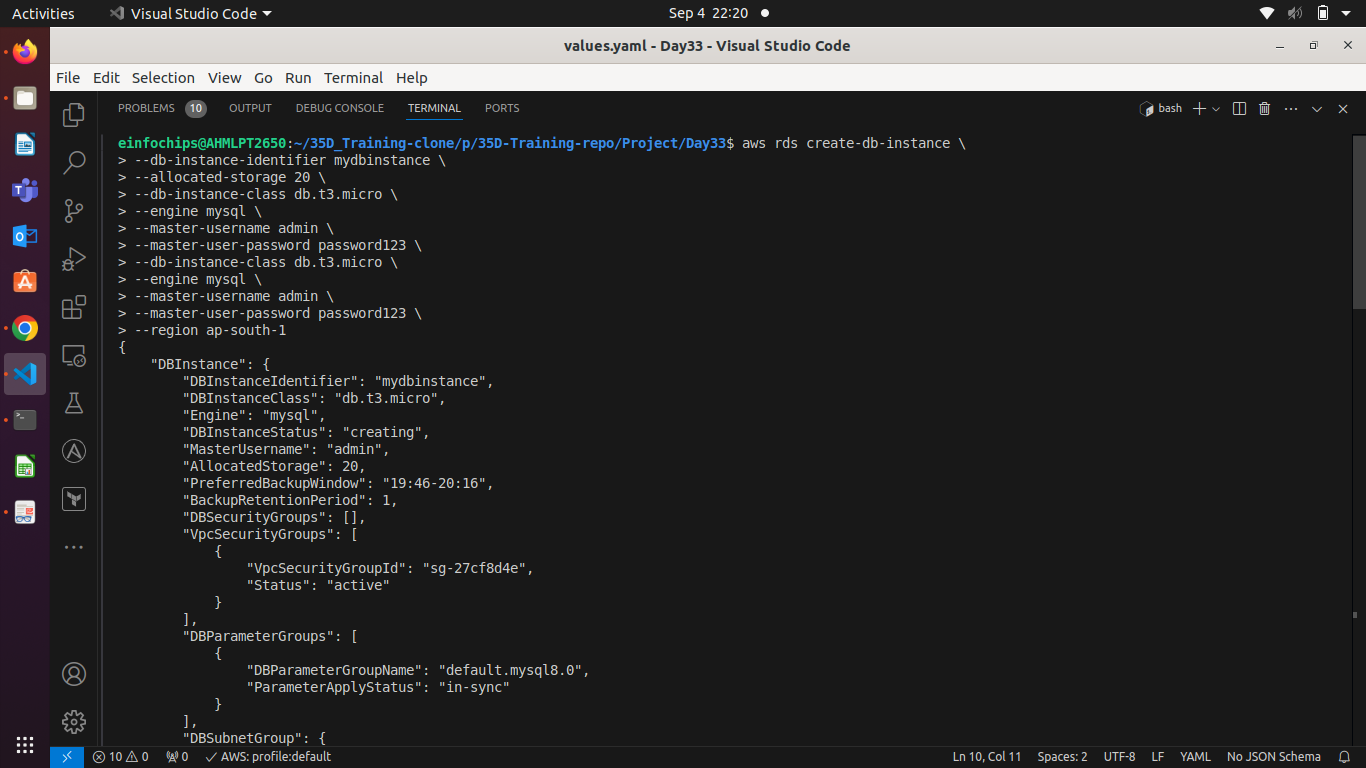 Activities
Visual Studio Code
Sep 4 22:20
values.yaml - Day33 - Visual Studio Code
File Edit Selection View Go Run Terminal Help
PROBLEMS 10 OUTPUT DEBUG CONSOLE TERMINAL PORTS
bash
einfochips@AHMLPT2650:~/35D_Training-clone/p/35D-Training-repo/Project/Day33$ aws rds create-db-instance \
> --db-instance-identifier mydbinstance \
> --allocated-storage 20 \
> --db-instance-class db.t3.micro \
> --engine mysql \
> --master-username admin \
> --master-user-password password123 \
> --db-instance-class db.t3.micro \
> --engine mysql \
> --master-username admin \
> --master-user-password password123 \
> --region ap-south-1
{
    "DBInstance": {
        "DBInstanceIdentifier": "mydbinstance",
        "DBInstanceClass": "db.t3.micro",
        "Engine": "mysql",
        "DBInstanceStatus": "creating",
        "MasterUsername": "admin",
        "AllocatedStorage": 20,
        "PreferredBackupWindow": "19:46-20:16",
        "BackupRetentionPeriod": 1,
        "DBSecurityGroups": [],
        "VpcSecurityGroups": [
            {
                "VpcSecurityGroupId": "sg-27cf8d4e",
                "Status": "active"
            }
        ],
        "DBParameterGroups": [
            {
                "DBParameterGroupName": "default.mysql8.0",
                "ParameterApplyStatus": "in-sync"
            }
        ],
        "DBSubnetGroup": {
10 0 0 AWS: profile:default
Ln 10, Col 11 Spaces: 2 UTF-8 LF YAML No JSON Schema